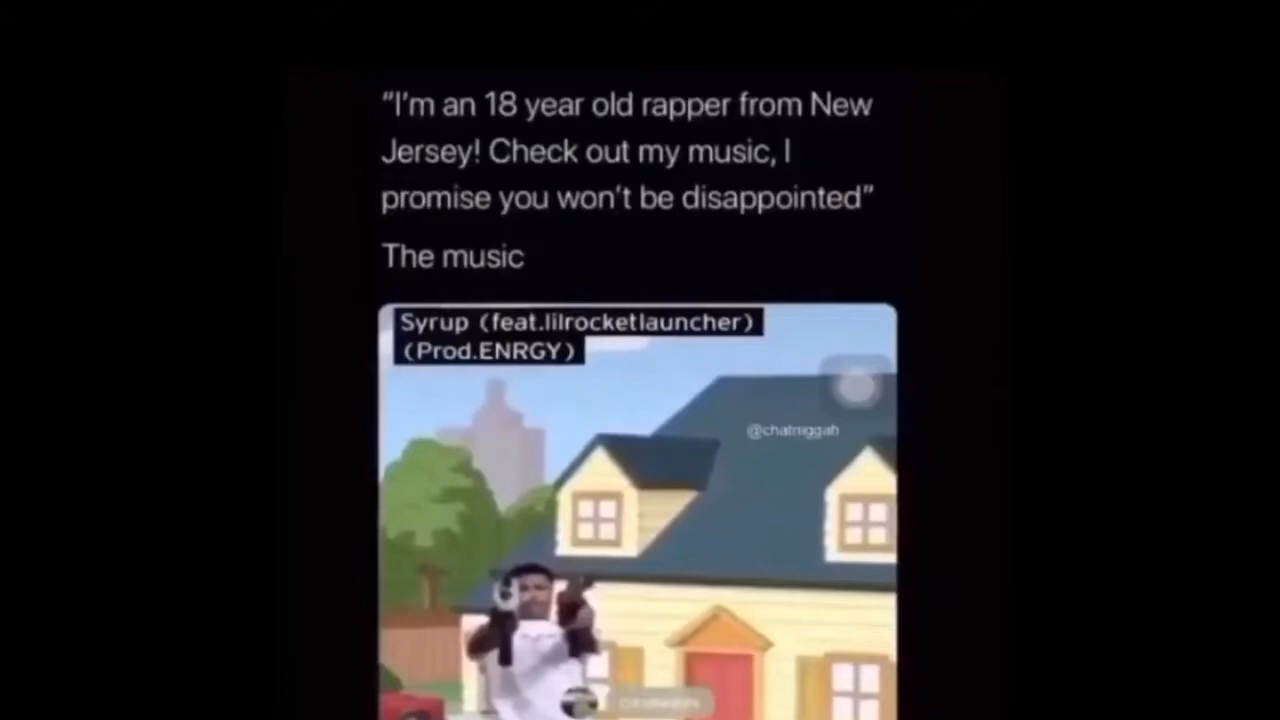 “I’m an 18 year old rapper from New
Jersey! Check out my music, I
promise you won’t be disappointed”
The music
Syrup (feat.lilrocketlauncher)
(Prod.ENRGY)
@chatniggah